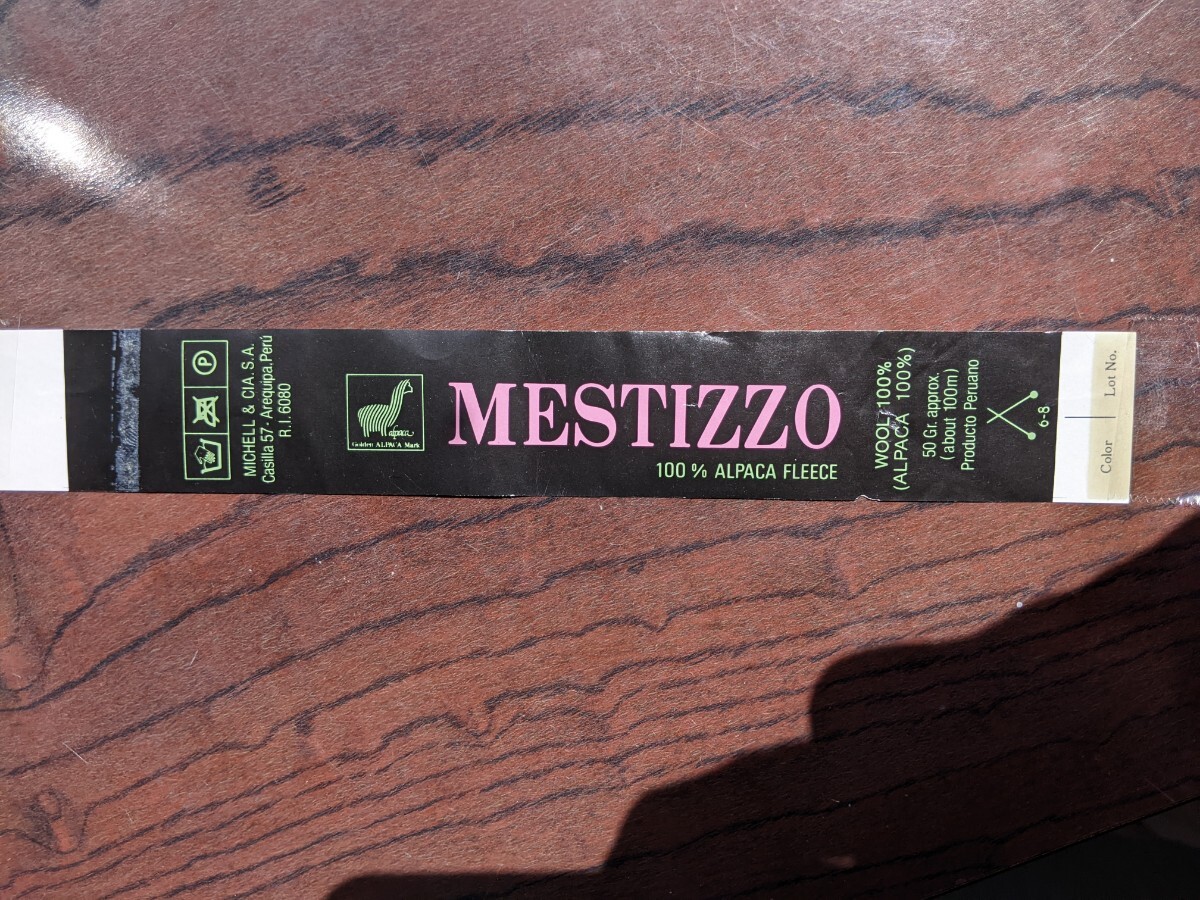 P
MICHELL & CIA. S.A.
Casilla 57 - Arequipa. Perú
R.I. 6080
alpaca
Golden ALPACA Mark
MESTIZZO
100 % ALPACA FLEECE
WOOL 100%
(ALPACA 100%)
50 Gr. approx.
(about 100m)
Producto Peruano
6-8
Color
Lot No.